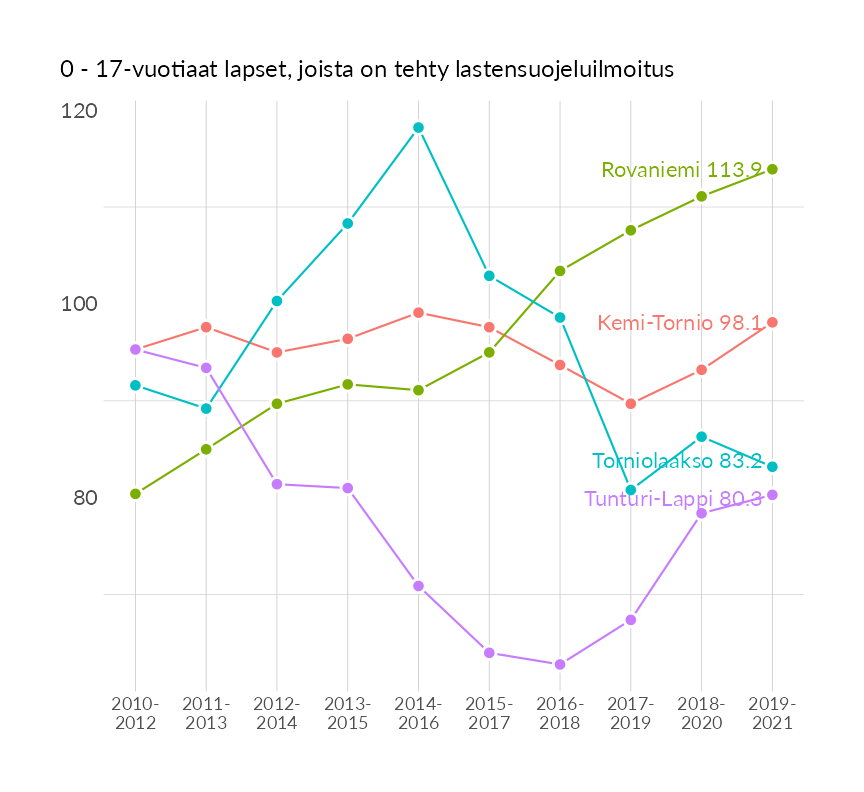 0 - 17-vuotiaat lapset, joista on tehty lastensuojeluilmoitus
120
Rovaniemi 113.9
100
Kemi-Tornio 98.1
Torniolaakso 83.2
80
Tunturi-Lappi 80.3
2010- 2011- 2012- 2013- 2014- 2015- 2016- 2017- 2018- 2019-
2012 2013 2014 2015 2016 2017 2018 2019 2020 2021